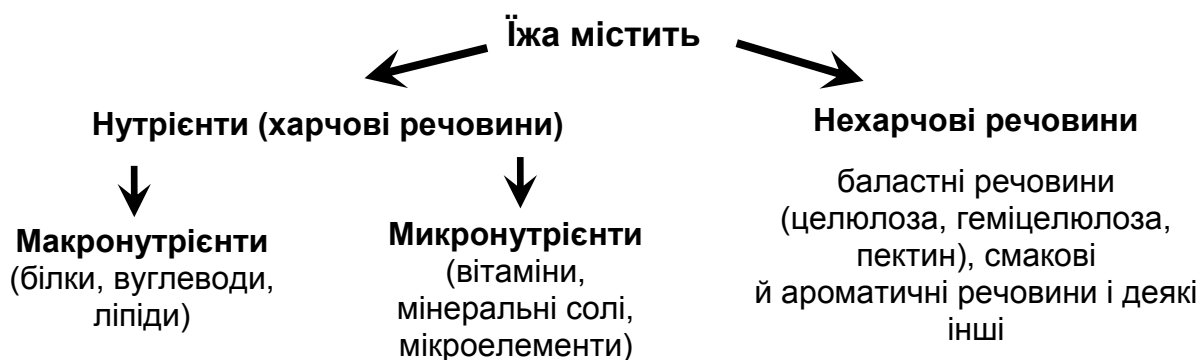 Їжа містить
Нутрієнти (харчові речовини)
Нехарчові речовини
Макронутрієнти
(білки, вуглеводи,
ліпіди)
Микронутрієнти
(вітаміни,
мінеральні солі,
мікроелементи)
баластні речовини
(целюлоза, геміцелюлоза,
пектин), смакові
й ароматичні речовини і деякі
інші